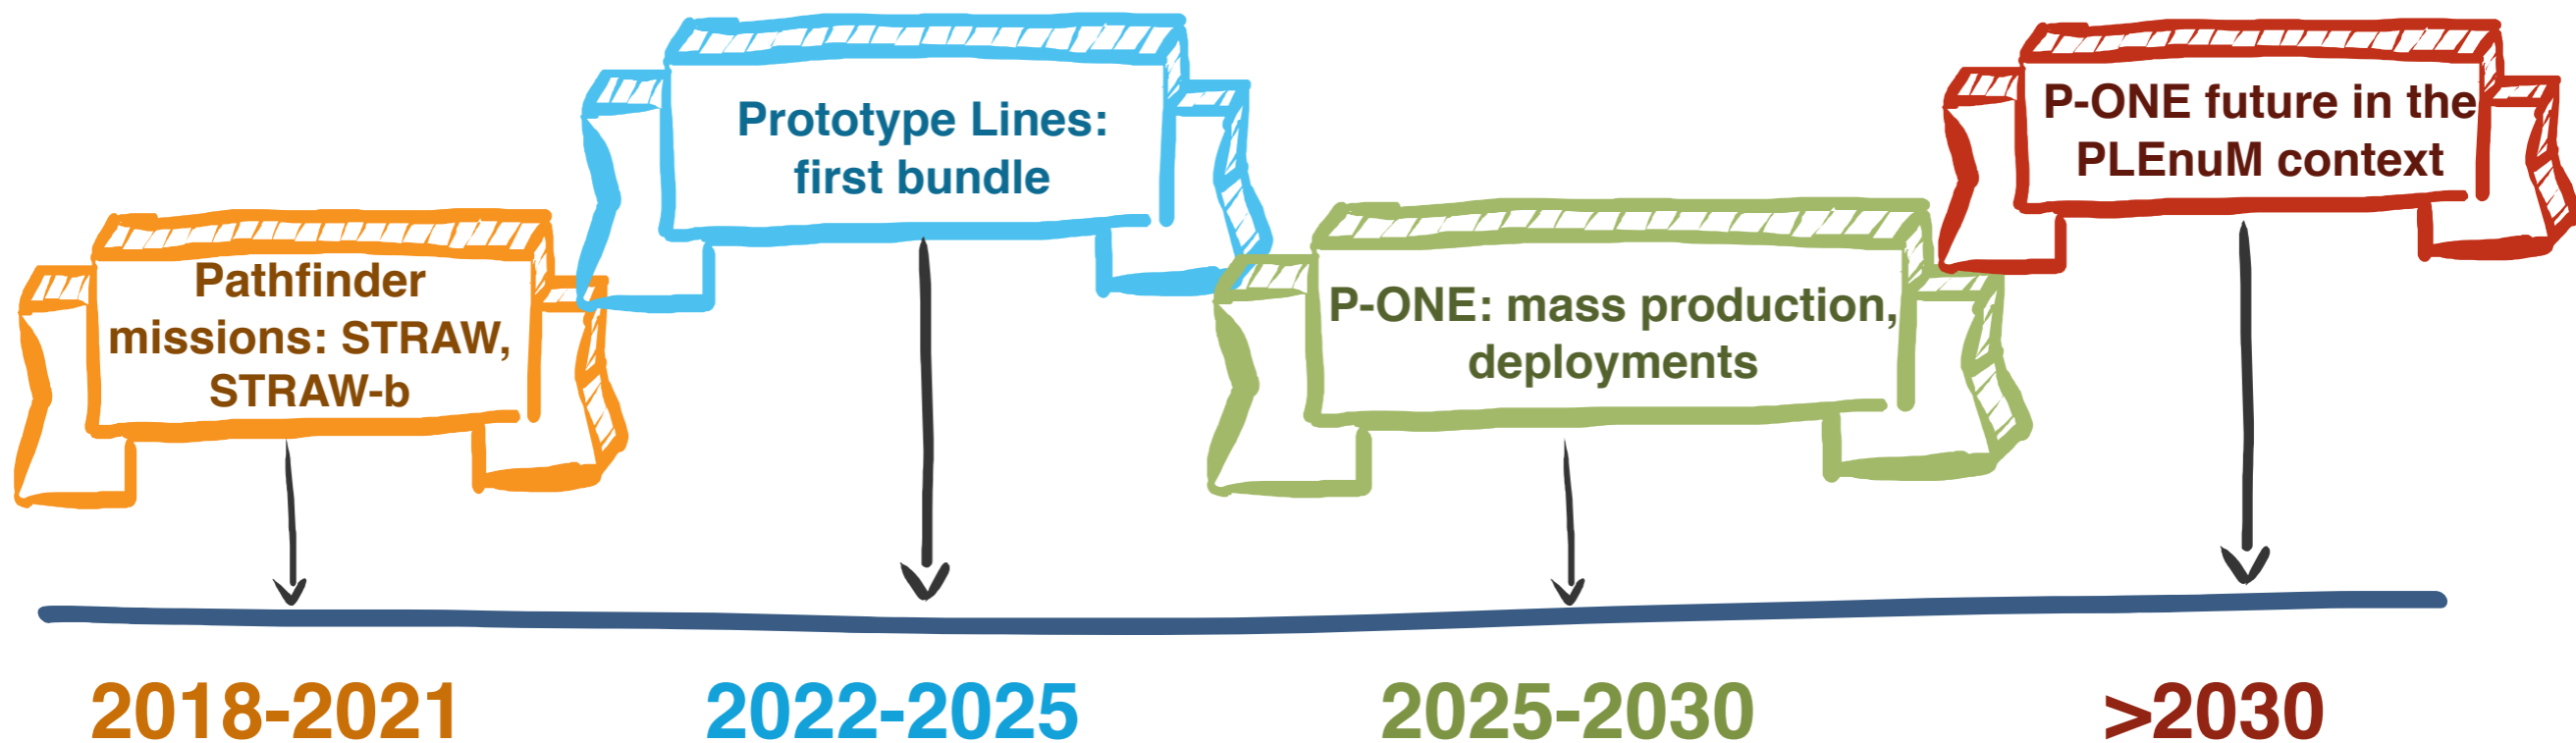 Pathfinder
missions: STRAW,
STRAW-b
Prototype Lines:
first bundle
P-ONE: mass production,
deployments
P-ONE future in the
PLEnuM context
2018-2021
2022-2025
2025-2030
>2030